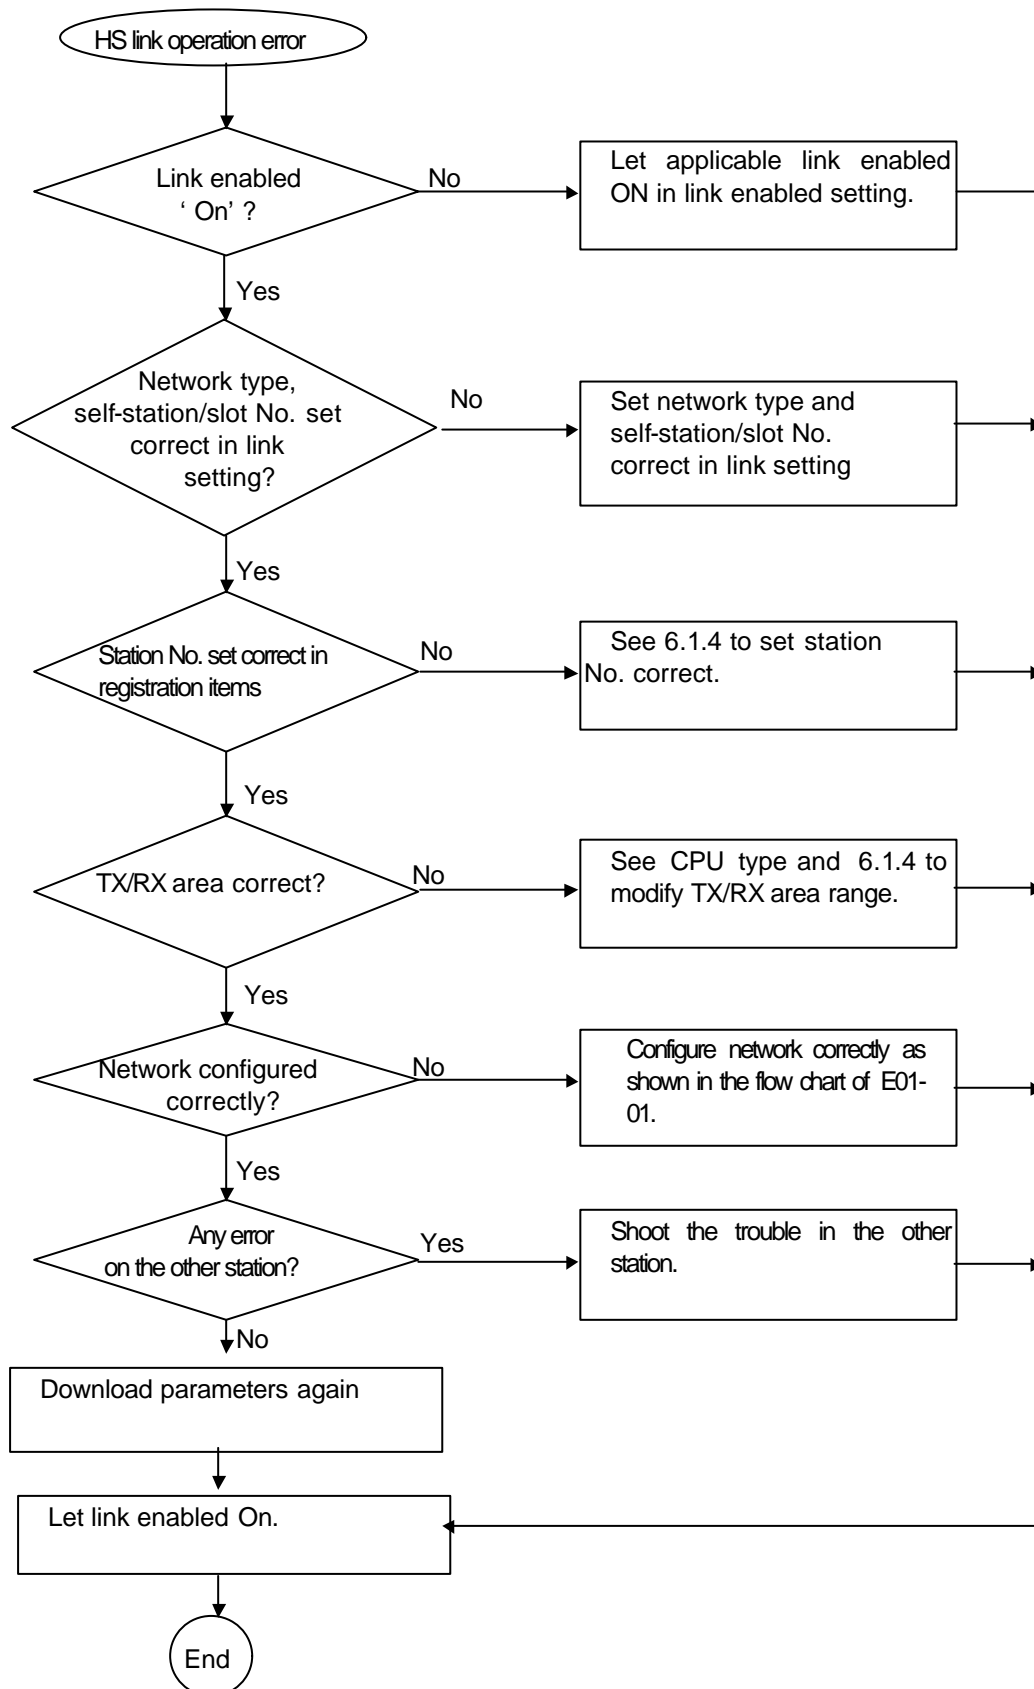 HS link operation error
Link enabled
‘ On’ ?
No
Let applicable link enabled
ON in link enabled setting.
Yes
Network type,
self-station/slot No. set
correct in link
setting?
No
Set network type and
self-station/slot No.
correct in link setting
Yes
Station No. set correct in
registration items
No
See 6.1.4 to set station
No. correct.
Yes
TX/RX area correct?
No
See CPU type and 6.1.4 to
modify TX/RX area range.
Yes
Network configured
correctly?
No
Configure network correctly as
shown in the flow chart of E01-
01.
Yes
Any error
on the other station?
Yes
Shoot the trouble in the other
station.
No
Download parameters again
Let link enabled On.
End